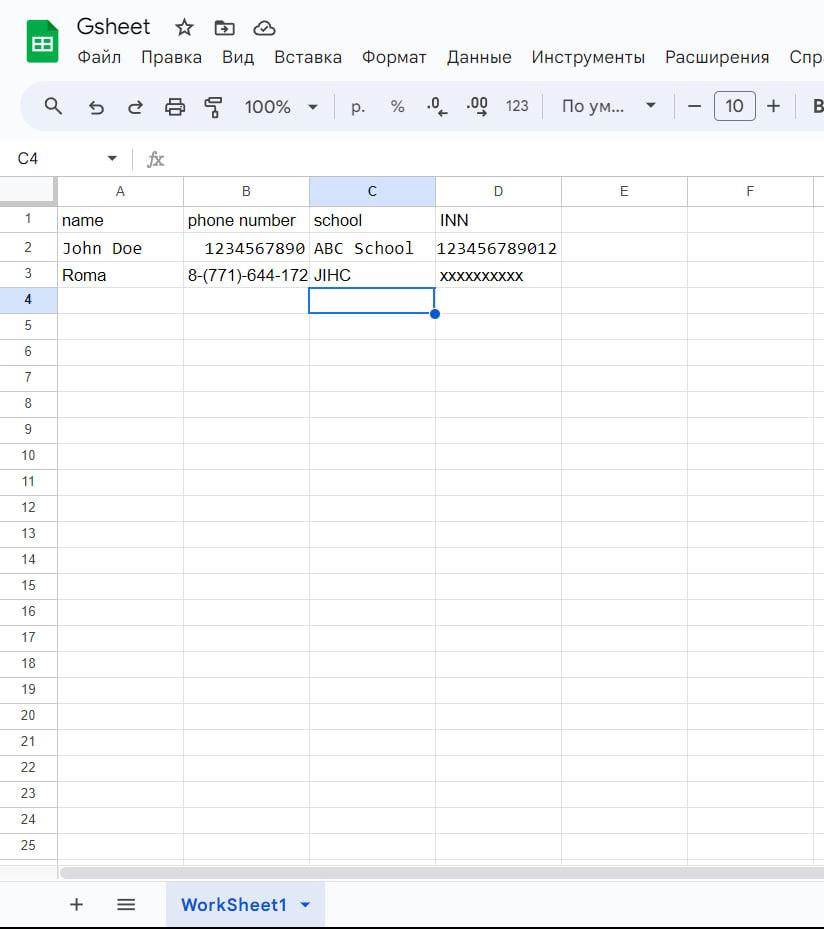 Gsheet
Файл Правка Вид Вставка Формат Данные Инструменты Расширения
100% р. % .0 .00 123 По ум... 10 B
C4 fx
A B C D E F
1 name phone number school INN
2 John Doe 1234567890 ABC School 123456789012
3 Roma 8-(771)-644-172 JIHC xxxxxxxxxx
4
5
6
7
8
9
10
11
12
13
14
15
16
17
18
19
20
21
22
23
24
25
WorkSheet1